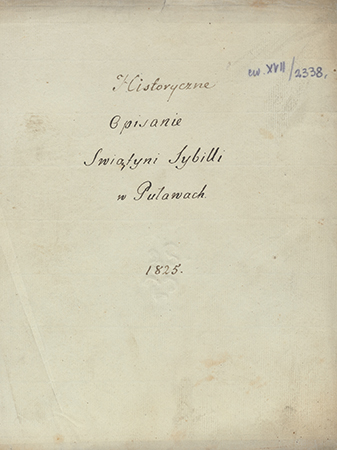 ew. XVII/2338.
Historyczne
Opisanie
Swiątyni Sybilli
w Puławach.
1825.